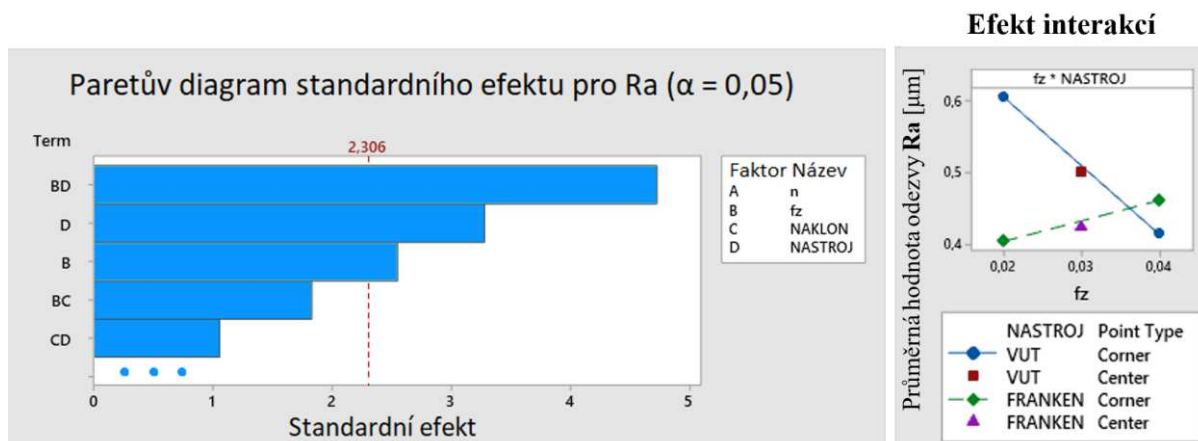 Efekt interakcí
Paretův diagram standardního efektu pro Ra (α = 0,05)
Term
2,306
BD
D
B
BC
CD
0 1 2 3 4 5
Standardní efekt
Faktor Název
A n
B fz
C NAKLON
D NASTROJ
Průměrná hodnota odezvy Ra [µm]
fz * NASTROJ
0,6
0,5
0,4
0,02 0,03 0,04
fz
NASTROJ Point Type
VUT Corner
VUT Center
FRANKEN Corner
FRANKEN Center